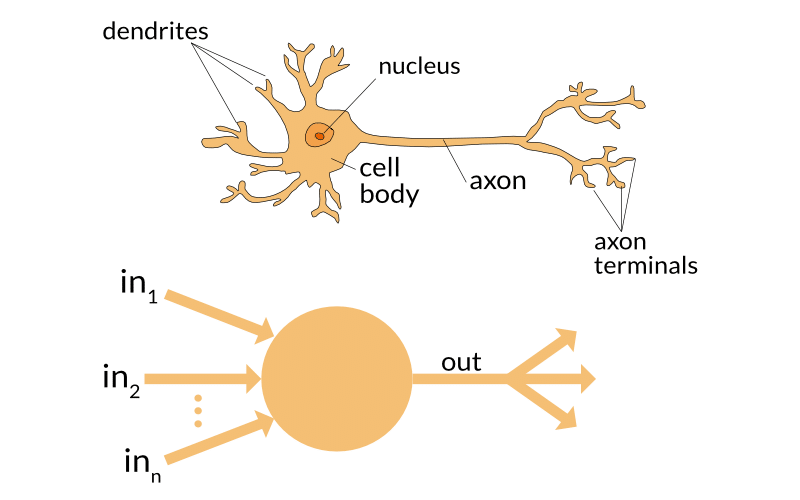 dendrites
nucleus
cell
body
axon
axon
terminals
in₁
in₂
inₙ
out